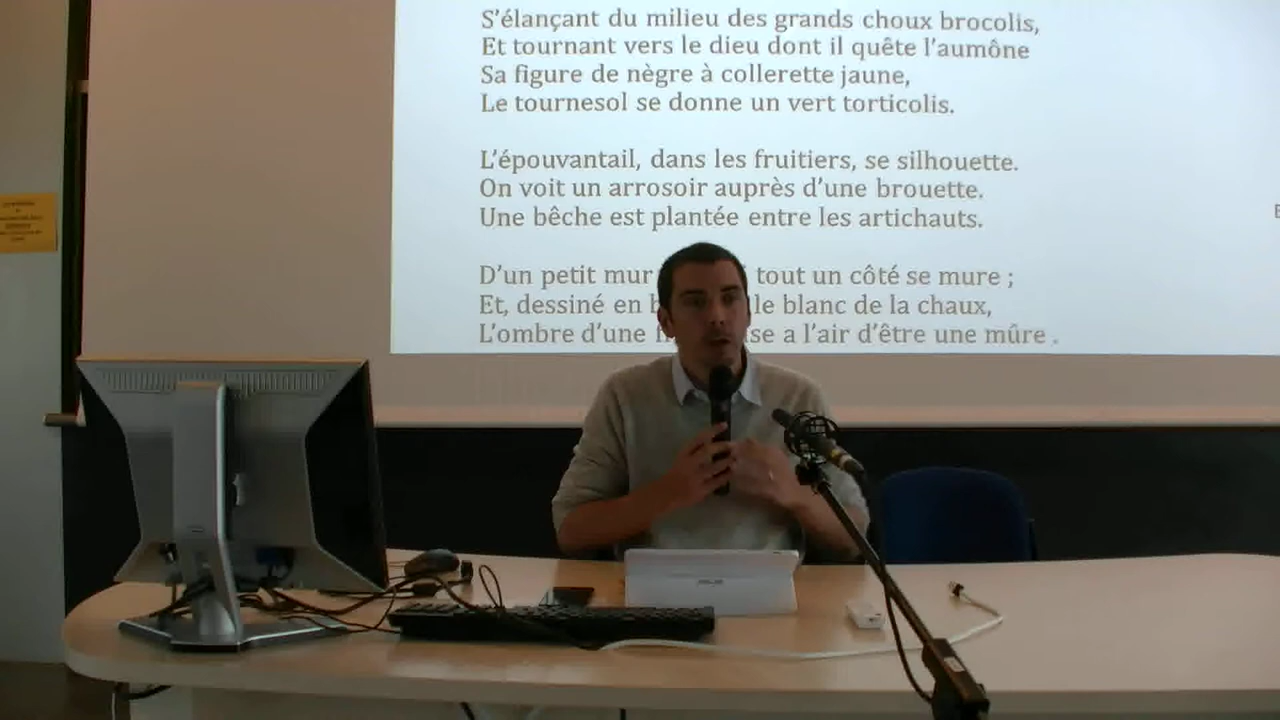 S’élançant du milieu des grands choux brocolis,
Et tournant vers le dieu dont il quête l’aumône
Sa figure de nègre à collerette jaune,
Le tournesol se donne un vert torticolis.
L’épouvantail, dans les fruitiers, se silhouette.
On voit un arrosoir auprès d’une brouette.
Une bêche est plantée entre les artichauts.
D’un petit mur tout un côté se mure ;
Et, dessiné en le blanc de la chaux,
L’ombre d’une a l’air d’être une mûre .
ASUS